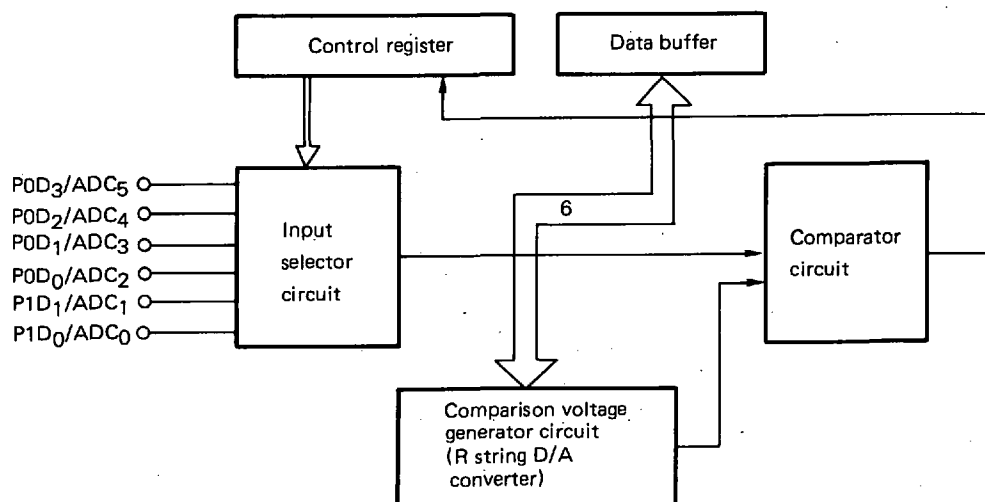 Control register
Data buffer
P0D3/ADC5
P0D2/ADC4
P0D1/ADC3
P0D0/ADC2
P1D1/ADC1
P1D0/ADC0
Input
selector
circuit
6
Comparator
circuit
Comparison voltage
generator circuit
(R string D/A
converter)